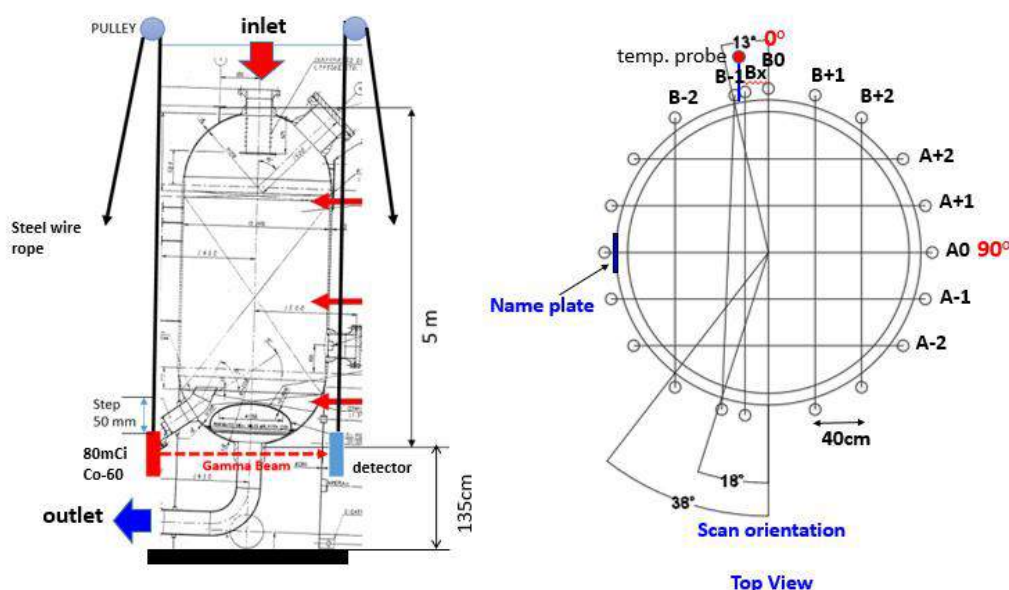 PULLEY
inlet
Steel wire
rope
5 m
Step
50 mm
80mCi
Co-60
Gamma Beam
detector
outlet
135cm
13°
0°
temp. probe
B-2
B-1
Bx
B0
B+1
B+2
A+2
A+1
A0
90°
A-1
A-2
Name plate
40cm
18°
38°
Scan orientation
Top View